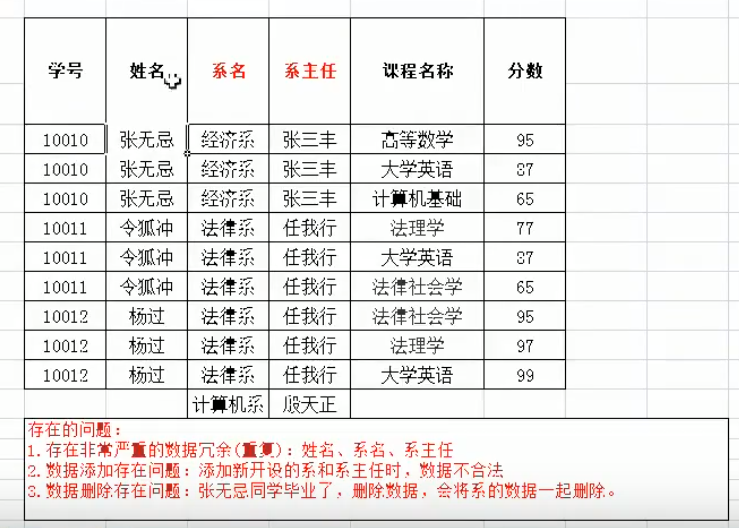 学号 姓名 系名 系主任 课程名称 分数
10010 张无忌 经济系 张三丰 高等数学 95
10010 张无忌 经济系 张三丰 大学英语 87
10010 张无忌 经济系 张三丰 计算机基础 65
10011 令狐冲 法律系 任我行 法理学 77
10011 令狐冲 法律系 任我行 大学英语 87
10011 令狐冲 法律系 任我行 法律社会学 65
10012 杨过 法律系 任我行 法律社会学 95
10012 杨过 法律系 任我行 法理学 97
10012 杨过 法律系 任我行 大学英语 99
计算机系 殷天正
存在的问题：
1.存在非常严重的数据冗余(重复)：姓名、系名、系主任
2.数据添加存在问题：添加新开设的系和系主任时，数据不合法
3.数据删除存在问题：张无忌同学毕业了，删除数据，会将系的数据一起删除。